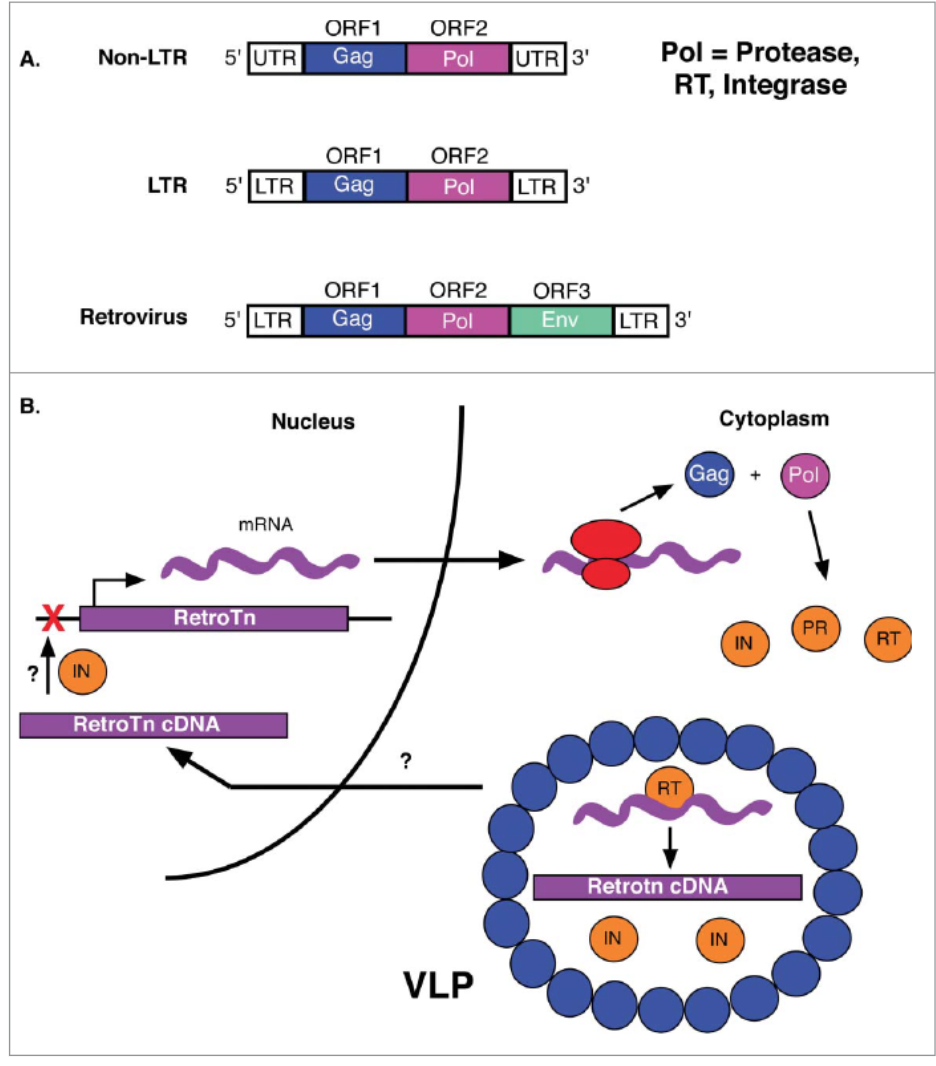 A.
Non-LTR
ORF1 ORF2
5' UTR Gag Pol UTR 3'
Pol = Protease,
RT, Integrase
LTR
ORF1 ORF2
5' LTR Gag Pol LTR 3'
Retrovirus
ORF1 ORF2 ORF3
5' LTR Gag Pol Env LTR 3'
B.
Nucleus
Cytoplasm
Gag + Pol
mRNA
RetroTn
X
IN PR RT
? IN
RetroTn cDNA
?
RT
Retrotn cDNA
IN IN
VLP